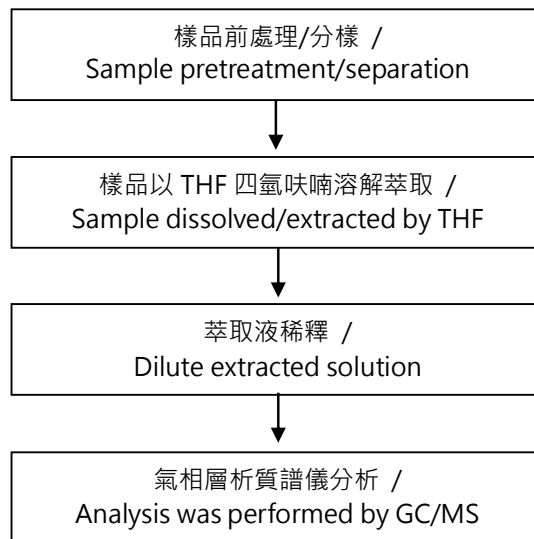 樣品前處理/分樣 /
Sample pretreatment/separation
樣品以 THF 四氫呋喃溶解萃取 /
Sample dissolved/extracted by THF
萃取液稀釋 /
Dilute extracted solution
氣相層析質譜儀分析 /
Analysis was performed by GC/MS